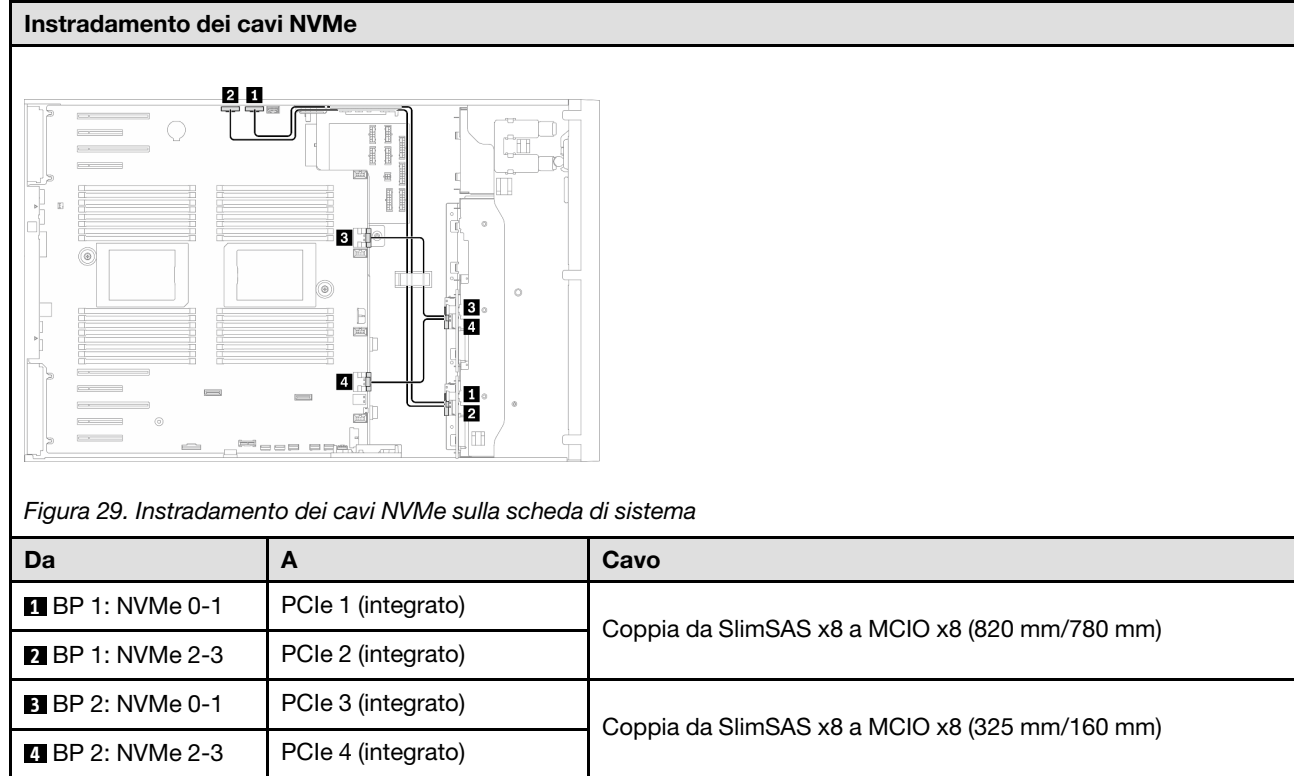 Instradamento dei cavi NVMe
2 1
3
3
4
4
1
2
Figura 29. Instradamento dei cavi NVMe sulla scheda di sistema
Da A Cavo
1 BP 1: NVMe 0-1 PCIe 1 (integrato)
Coppia da SlimSAS x8 a MCIO x8 (820 mm/780 mm)
2 BP 1: NVMe 2-3 PCIe 2 (integrato)
3 BP 2: NVMe 0-1 PCIe 3 (integrato)
Coppia da SlimSAS x8 a MCIO x8 (325 mm/160 mm)
4 BP 2: NVMe 2-3 PCIe 4 (integrato)